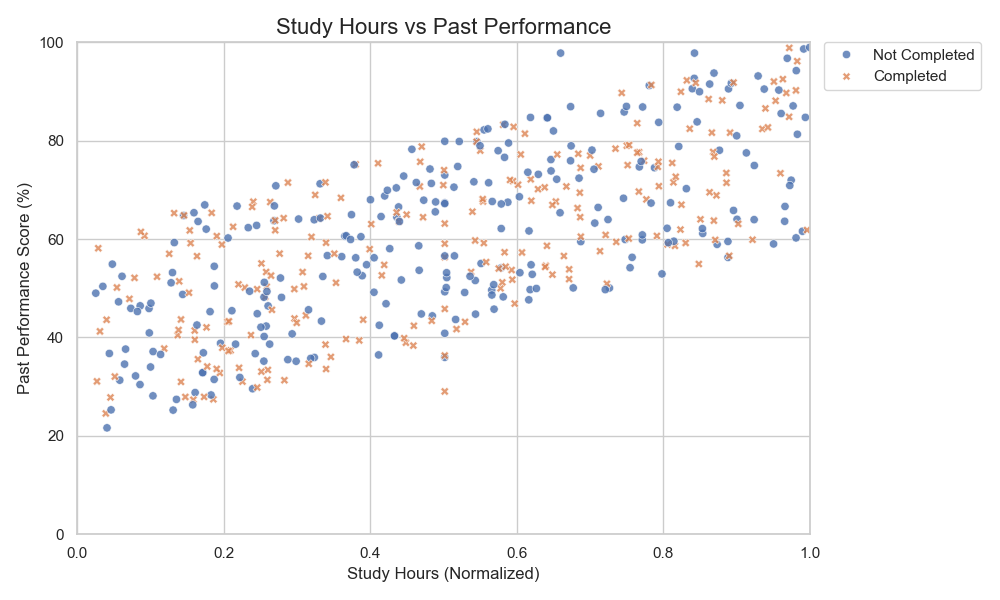 Study Hours vs Past Performance
Not Completed
Completed
Past Performance Score (%)
100
80
60
40
20
0
0.0 0.2 0.4 0.6 0.8 1.0
Study Hours (Normalized)